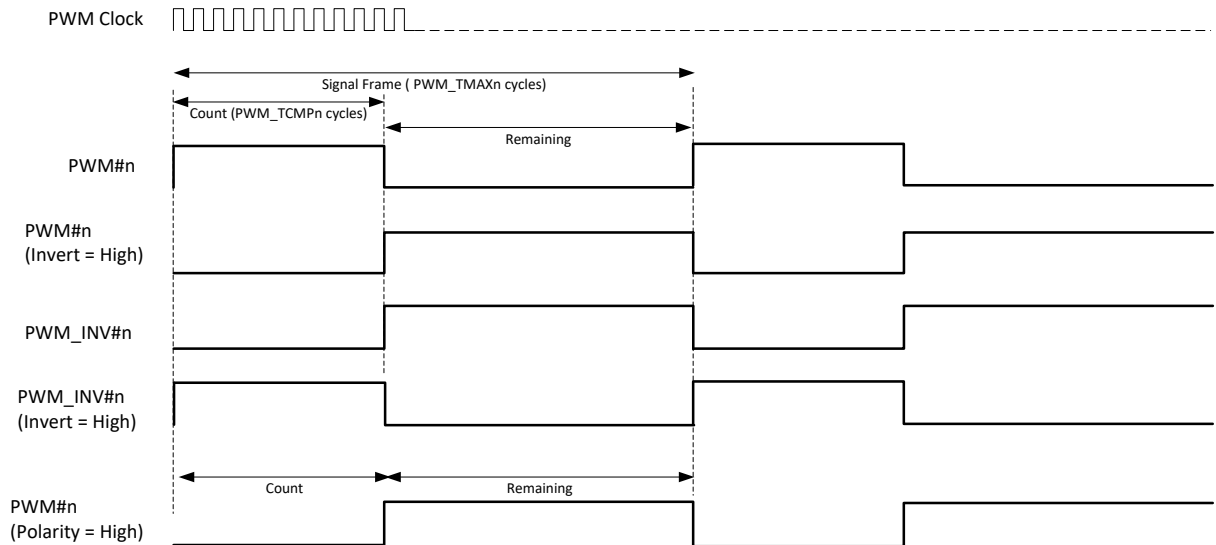 PWM Clock
Signal Frame ( PWM_TMAXn cycles)
Count (PWM_TCMPn cycles)
Remaining
PWM#n
PWM#n
(Invert = High)
PWM_INV#n
PWM_INV#n
(Invert = High)
Count
Remaining
PWM#n
(Polarity = High)